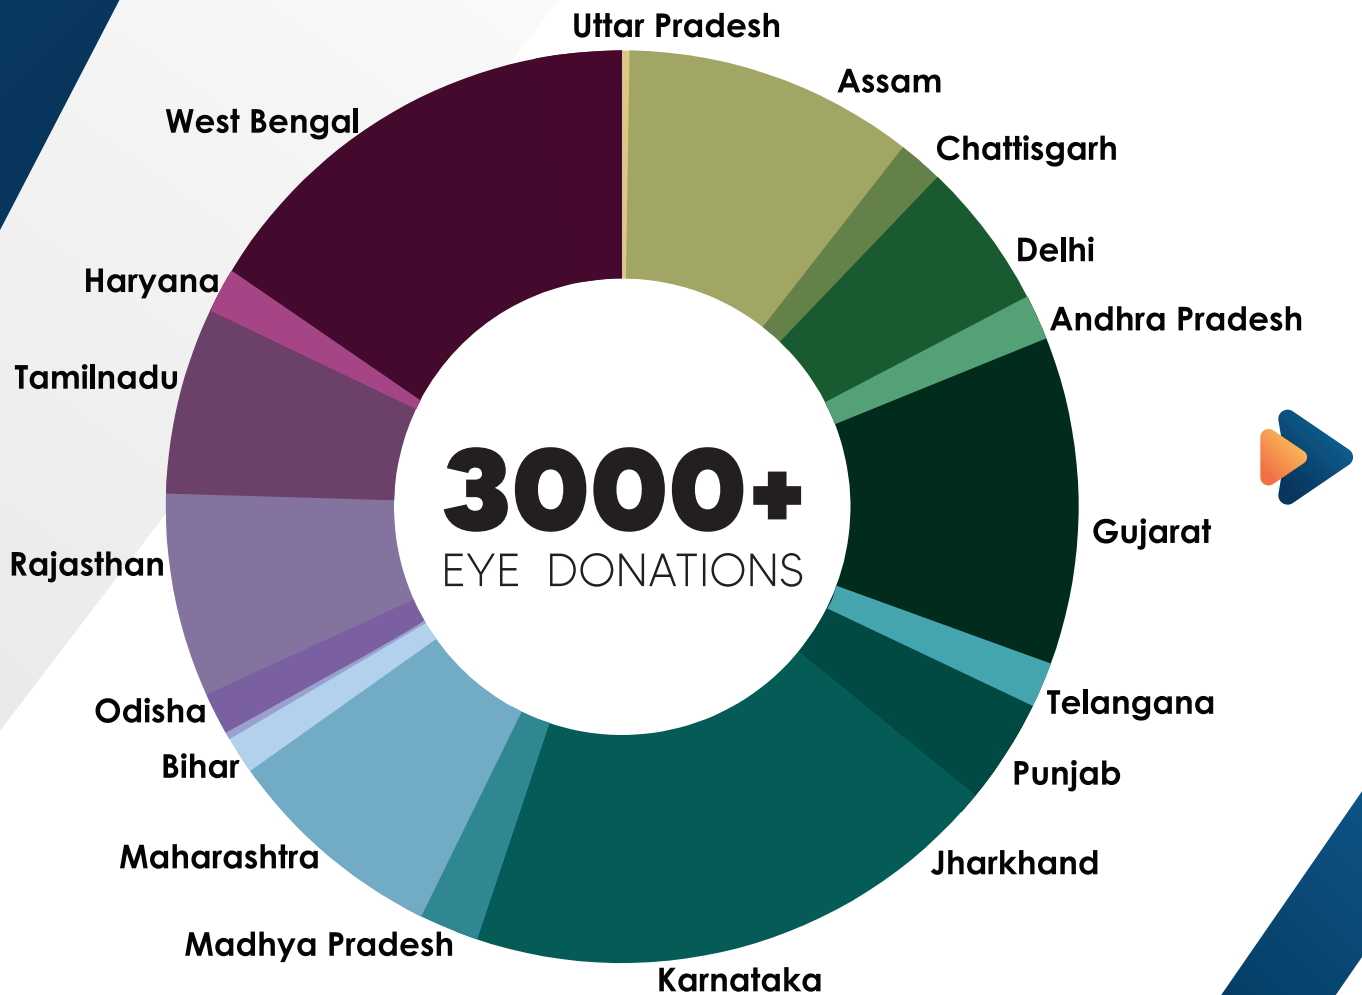 Uttar Pradesh
Assam
Chattisgarh
Delhi
Andhra Pradesh
Gujarat
Telangana
Punjab
Jharkhand
Karnataka
Madhya Pradesh
Maharashtra
Bihar
Odisha
Rajasthan
Tamilnadu
Haryana
West Bengal
3000+
EYE DONATIONS